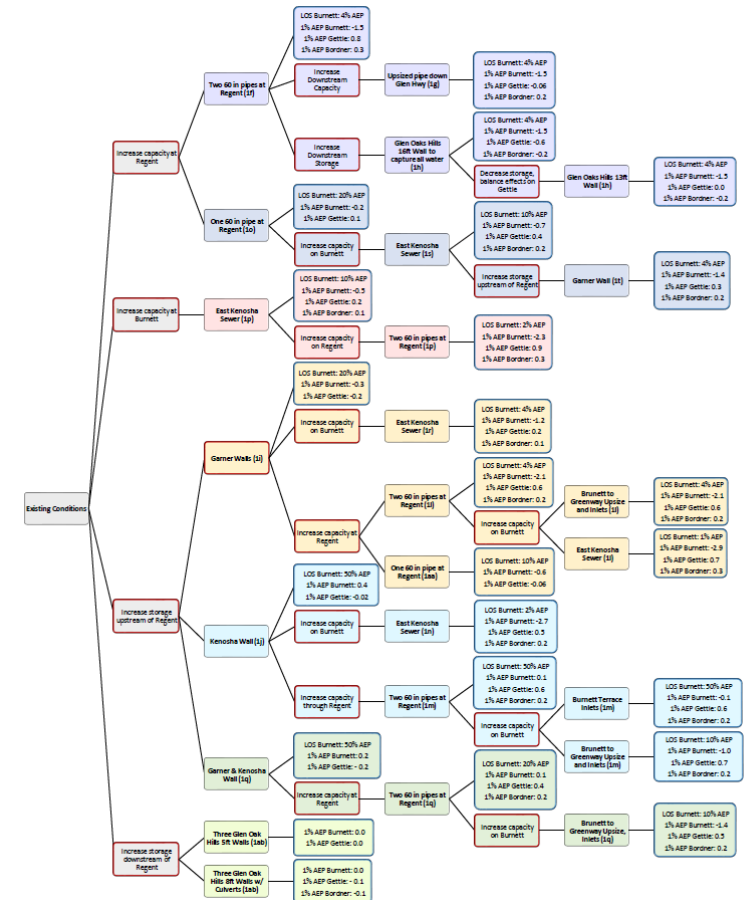 Existing Conditions
Increase capacity at
Regent
Two 60 in pipes at
Regent (1f)
LOS Burnett: 4% AEP
1% AEP Burnett: -1.5
1% AEP Gettie: 0.8
1% AEP Bordner: 0.3
Increase
Downstream
Capacity
Upsized pipe down
Glen Hwy (1g)
LOS Burnett: 4% AEP
1% AEP Burnett: -1.5
1% AEP Gettie: -0.06
1% AEP Bordner: 0.2
Increase
Downstream
Storage
Glen Oaks Hills
16ft Wall to
capture all water
(1h)
LOS Burnett: 4% AEP
1% AEP Burnett: -1.5
1% AEP Gettie: -0.6
1% AEP Bordner: -0.2
Decrease storage,
balance effects on
Gettie
Glen Oaks Hills 13ft
Wall (1h)
LOS Burnett: 4% AEP
1% AEP Burnett: -1.5
1% AEP Gettie: 0.0
1% AEP Bordner: -0.2
One 60 in pipe at
Regent (1o)
LOS Burnett: 20% AEP
1% AEP Burnett: -0.2
1% AEP Gettie: 0.1
Increase capacity
on Burnett
East Kenosha
Sewer (1s)
LOS Burnett: 10% AEP
1% AEP Burnett: -0.7
1% AEP Gettie: 0.4
1% AEP Bordner: 0.2
Increase storage
upstream of Regent
Garner Wall (1t)
LOS Burnett: 4% AEP
1% AEP Burnett: -1.4
1% AEP Gettie: 0.3
1% AEP Bordner: 0.2
Increase capacity at
Burnett
East Kenosha
Sewer (1p)
LOS Burnett: 10% AEP
1% AEP Burnett: -0.5
1% AEP Gettie: 0.2
1% AEP Bordner: 0.1
Increase capacity
on Regent
Two 60 in pipes at
Regent (1p)
LOS Burnett: 2% AEP
1% AEP Burnett: -2.3
1% AEP Gettie: 0.9
1% AEP Bordner: 0.3
Increase storage
upstream of Regent
Garner Walls (1i)
LOS Burnett: 20% AEP
1% AEP Burnett: -0.3
1% AEP Gettie: -0.2
Increase capacity
on Burnett
East Kenosha
Sewer (1r)
LOS Burnett: 4% AEP
1% AEP Burnett: -1.2
1% AEP Gettie: 0.2
1% AEP Bordner: 0.1
Increase capacity at
Regent
Two 60 in pipes at
Regent (1l)
LOS Burnett: 4% AEP
1% AEP Burnett: -2.1
1% AEP Gettie: 0.6
1% AEP Bordner: 0.2
Increase capacity
on Burnett
Brunett to
Greenway Upsize
and Inlets (1l)
LOS Burnett: 4% AEP
1% AEP Burnett: -2.1
1% AEP Gettie: 0.6
1% AEP Bordner: 0.2
East Kenosha
Sewer (1l)
LOS Burnett: 1% AEP
1% AEP Burnett: -2.9
1% AEP Gettie: 0.7
1% AEP Bordner: 0.3
One 60 in pipe at
Regent (1aa)
LOS Burnett: 10% AEP
1% AEP Burnett: -0.6
1% AEP Gettie: -0.06
Kenosha Wall (1j)
LOS Burnett: 50% AEP
1% AEP Burnett: 0.4
1% AEP Gettie: -0.02
Increase capacity
on Burnett
East Kenosha
Sewer (1n)
LOS Burnett: 2% AEP
1% AEP Burnett: -2.7
1% AEP Gettie: 0.5
1% AEP Bordner: 0.2
Increase capacity
through Regent
Two 60 in pipes at
Regent (1m)
LOS Burnett: 50% AEP
1% AEP Burnett: 0.1
1% AEP Gettie: 0.6
1% AEP Bordner: 0.2
Increase capacity
on Burnett
Burnett Terrace
Inlets (1m)
LOS Burnett: 50% AEP
1% AEP Burnett: -0.1
1% AEP Gettie: 0.6
1% AEP Bordner: 0.2
Brunett to
Greenway Upsize
and Inlets (1m)
LOS Burnett: 10% AEP
1% AEP Burnett: -1.0
1% AEP Gettie: 0.7
1% AEP Bordner: 0.2
Garner & Kenosha
Wall (1q)
LOS Burnett: 50% AEP
1% AEP Burnett: 0.2
1% AEP Gettie: - 0.2
Increase capacity at
Regent
Two 60 in pipes at
Regent (1q)
LOS Burnett: 20% AEP
1% AEP Burnett: 0.1
1% AEP Gettie: 0.4
1% AEP Bordner: 0.2
Increase capacity
on Burnett
Brunett to
Greenway Upsize,
Inlets (1q)
LOS Burnett: 10% AEP
1% AEP Burnett: -1.4
1% AEP Gettie: 0.5
1% AEP Bordner: 0.2
Increase storage
downstream of
Regent
Three Glen Oak
Hills 5ft Walls (1ab)
1% AEP Burnett: 0.0
1% AEP Gettie: 0.0
Three Glen Oak
Hills 8ft Walls w/
Culverts (1ab)
1% AEP Burnett: 0.0
1% AEP Gettie: - 0.1
1% AEP Bordner: -0.1